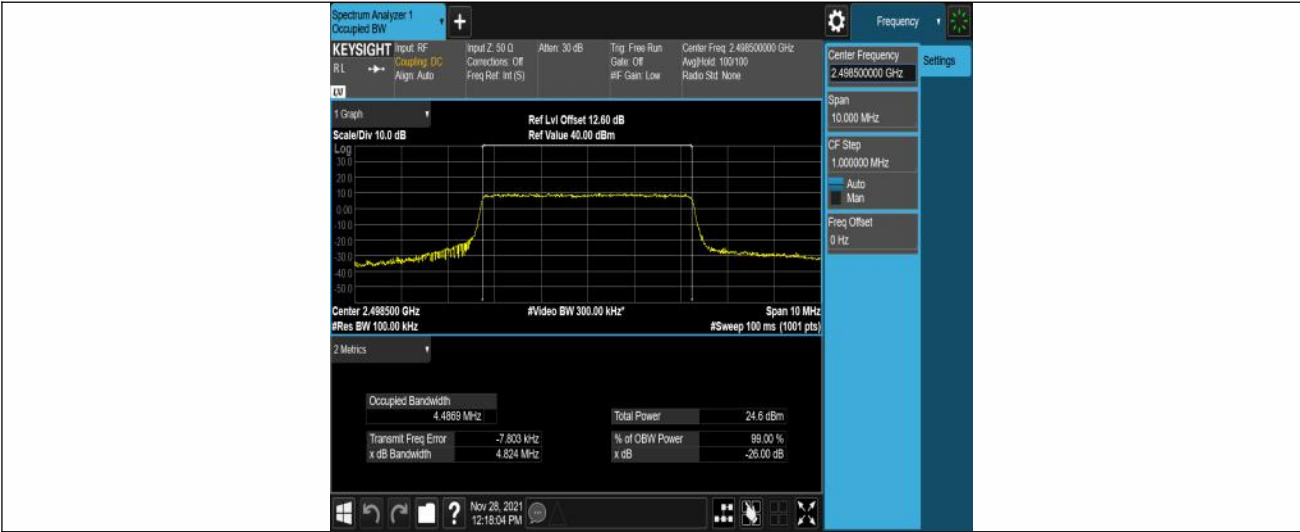 Spectrum Analyzer 1
Occupied BW
+
Frequency
KEYSIGHT
RL
Input: RF
Coupling: DC
Align: Auto
Input Z: 50 Ω
Corrections: Off
Freq Ref: Int (S)
Atten: 30 dB
Trig: Free Run
Gate: Off
#IF Gain: Low
Center Freq: 2.498500000 GHz
Avg|Hold: 100/100
Radio Std: None
LV
Center Frequency
2.498500000 GHz
Settings
Span
10.000 MHz
CF Step
1.000000 MHz
Auto
Man
Freq Offset
0 Hz
1 Graph
Scale/Div 10.0 dB
Ref Lvl Offset 12.60 dB
Ref Value 40.00 dBm
Log
30.0
20.0
10.0
0.00
-10.0
-20.0
-30.0
-40.0
-50.0
Center 2.498500 GHz
#Video BW 300.00 kHz*
Span 10 MHz
#Res BW 100.00 kHz
#Sweep 100 ms (1001 pts)
2 Metrics
Occupied Bandwidth
4.4869 MHz
Total Power 24.6 dBm
Transmit Freq Error -7.803 kHz
% of OBW Power 99.00 %
x dB Bandwidth 4.824 MHz
x dB -26.00 dB
?
Nov 28, 2021
12:18:04 PM